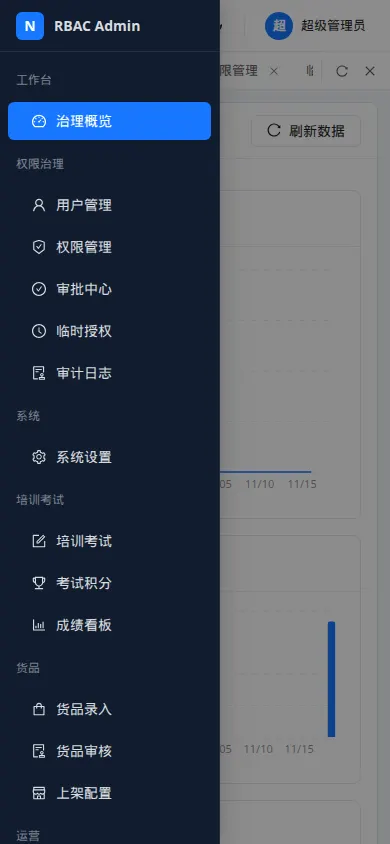 N RBAC Admin
超 超级管理员
工作台
限管理
治理概览
刷新数据
权限治理
用户管理
权限管理
审批中心
临时授权
审计日志
系统
系统设置
05 11/10 11/15
培训考试
培训考试
考试积分
成绩看板
货品
货品录入
货品审核
05 11/10 11/15
上架配置
运营